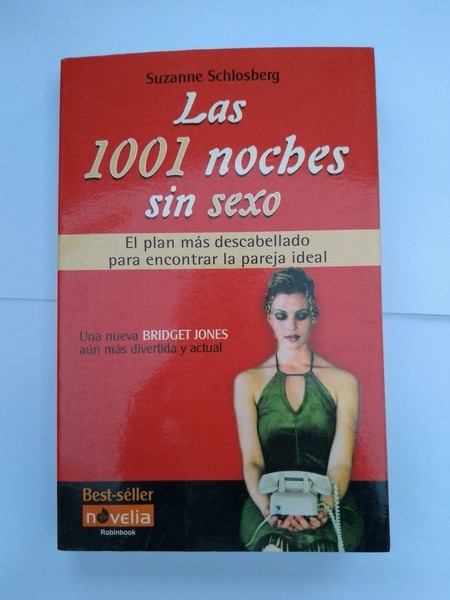 Suzanne Schlosberg
Las
1001 noches
sin sexo
El plan más descabellado
para encontrar la pareja ideal
Una nueva BRIDGET JONES
aún más divertida y actual
Best-séller
novelia
Robinbook